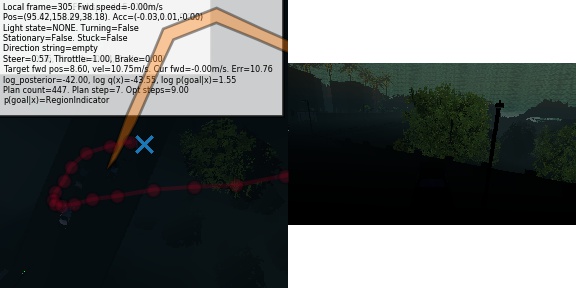 Local frame=305: Fwd speed=-0.00m/s
Pos=(95.42,158.29,38.18). Acc=(-0.03,0.01,-0.00)
Light state=NONE. Turning=False
Stationary=False. Stuck=False
Direction string=empty
Steer=0.57, Throttle=1.00, Brake=0.00
Target fwd pos=8.60, vel=10.75m/s. Cur fwd=-0.00m/s. Err=10.76
log_posterior=-42.00, log q(x)=-43.55, log p(goal|x)=1.55
Plan count=447. Plan step=7. Opt steps=9.00
p(goal|x)=RegionIndicator